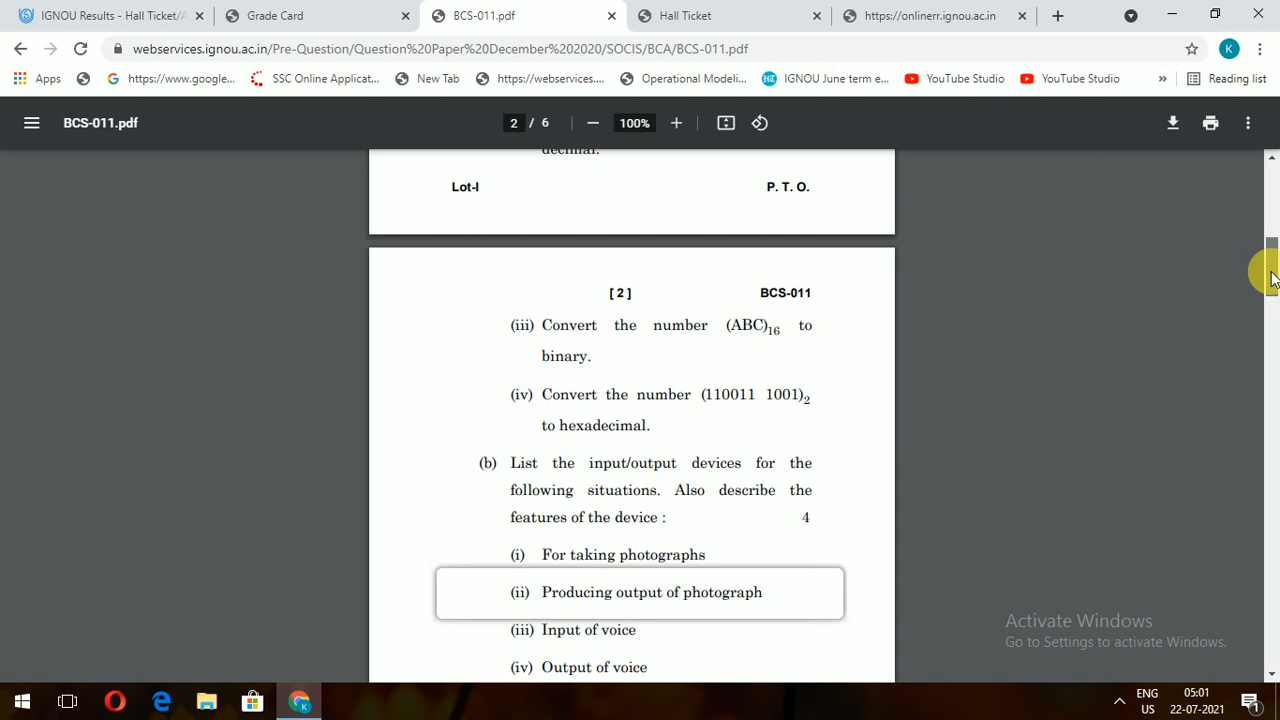 IGNOU Results - Hall Ticket/A
Grade Card
BCS-011.pdf
Hall Ticket
https://onlinerr.ignou.ac.in
webservices.ignou.ac.in/Pre-Question/Question%20Paper%20December%202020/SOCIS/BCA/BCS-011.pdf
K
Apps
https://www.google...
SSC Online Applicat...
New Tab
https://webservices....
Operational Modeli...
IGNOU June term e...
YouTube Studio
YouTube Studio
»
Reading list
BCS-011.pdf
2 / 6
100%
decimal.
Lot-I
P. T. O.
[ 2 ]
BCS-011
(iii) Convert the number (ABC)16 to
binary.
(iv) Convert the number (110011 1001)2
to hexadecimal.
(b) List the input/output devices for the
following situations. Also describe the
features of the device : 4
(i) For taking photographs
(ii) Producing output of photograph
(iii) Input of voice
(iv) Output of voice
Activate Windows
Go to Settings to activate Windows.
ENG
US
05:01
22-07-2021
1